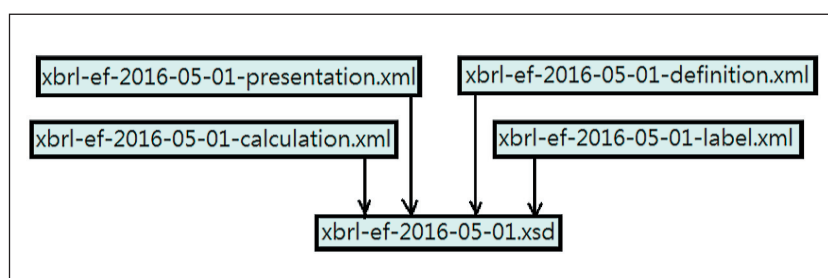 xbrl-ef-2016-05-01-presentation.xml
xbrl-ef-2016-05-01-definition.xml
xbrl-ef-2016-05-01-calculation.xml
xbrl-ef-2016-05-01-label.xml
xbrl-ef-2016-05-01.xsd